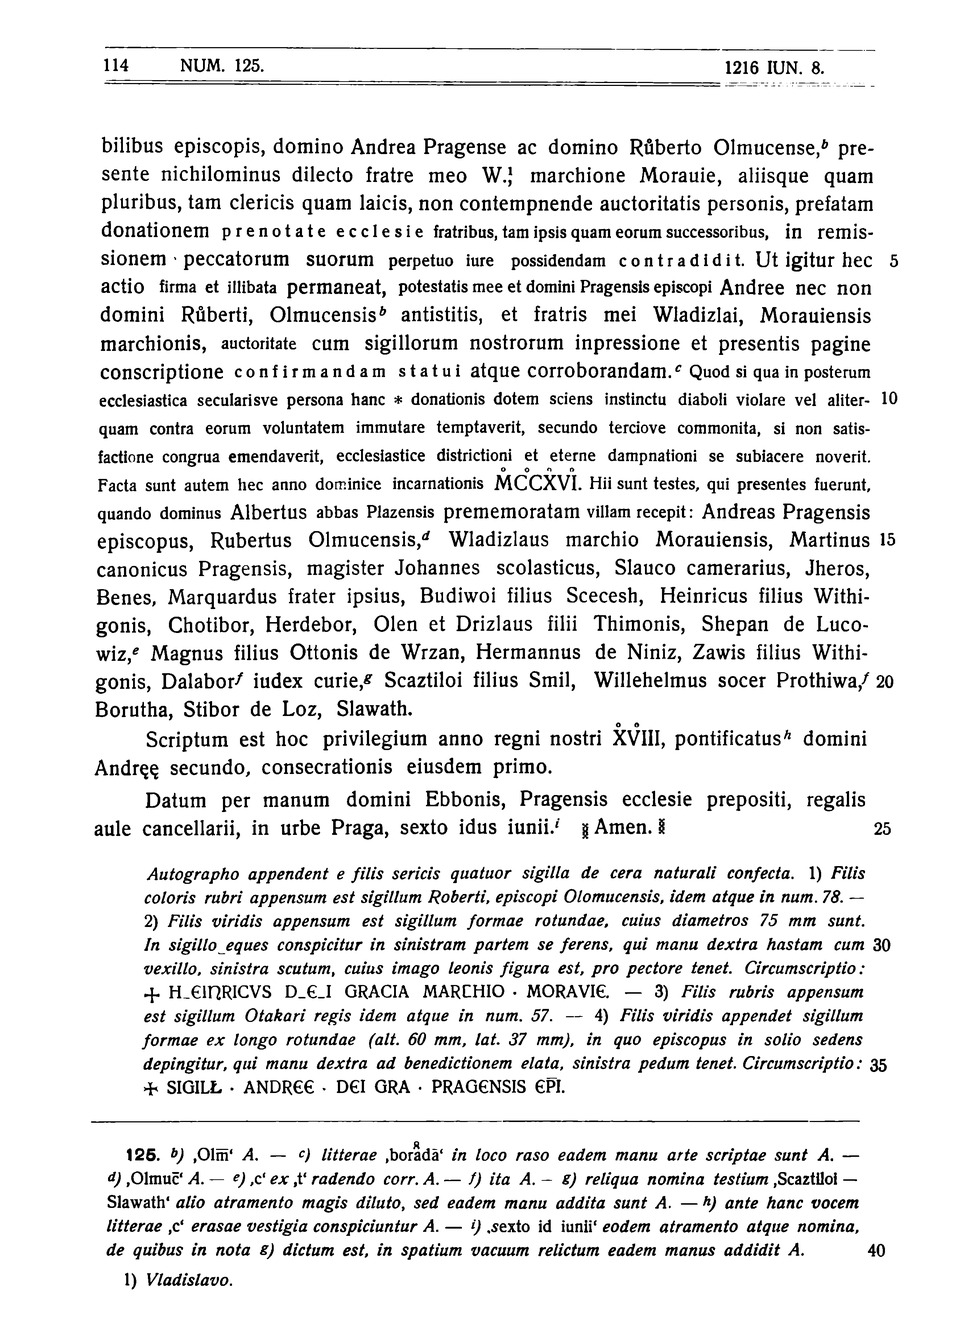 114 NUM. 125. 1216 IUN. 8.
bilibus episcopis, domino Andrea Pragense ac domino Růberto Olmucense,ᵇ pre-
sente nichilominus dilecto fratre meo W.,¹ marchione Morauie, aliisque quam
pluribus, tam clericis quam laicis, non contempnende auctoritatis personis, prefatam
donationem prenotate ecclesie fratribus, tam ipsis quam eorum successoribus, in remis-
sionem peccatorum suorum perpetuo iure possidendam contradidit. Ut igitur hec 5
actio firma et illibata permaneat, potestatis mee et domini Pragensis episcopi Andree nec non
domini Růberti, Olmucensisᵇ antistitis, et fratris mei Wladizlai, Morauiensis
marchionis, auctoritate cum sigillorum nostrorum inpressione et presentis pagine
conscriptione confirmandam statui atque corroborandam.ᶜ Quod si qua in posterum
ecclesiastica secularisve persona hanc * donationis dotem sciens instinctu diaboli violare vel aliter- 10
quam contra eorum voluntatem immutare temptaverit, secundo terciove commonita, si non satis-
factione congrua emendaverit, ecclesiastice districtioni et eterne dampnationi se subiacere noverit.
Facta sunt autem hec anno dominice incarnationis M̊C̊C̊X̊VI. Hii sunt testes, qui presentes fuerunt,
quando dominus Albertus abbas Plazensis prememoratam villam recepit: Andreas Pragensis
episcopus, Rubertus Olmucensis,ᵈ Wladizlaus marchio Morauiensis, Martinus 15
canonicus Pragensis, magister Johannes scolasticus, Slauco camerarius, Jheros,
Benes, Marquardus frater ipsius, Budiwoi filius Scecesh, Heinricus filius Withi-
gonis, Chotibor, Herdebor, Olen et Drizlaus filii Thimonis, Shepan de Luco-
wiz,ᵉ Magnus filius Ottonis de Wrzan, Hermannus de Niniz, Zawis filius Withi-
gonis, Dalaborᶠ iudex curie,ᵍ Scaztiloi filius Smil, Willehelmus socer Prothiwa,ᶠ 20
Borutha, Stibor de Loz, Slawath.
Scriptum est hoc privilegium anno regni nostri X̊V̊III, pontificatusʰ domini
Andręę secundo, consecrationis eiusdem primo.
Datum per manum domini Ebbonis, Pragensis ecclesie prepositi, regalis
aule cancellarii, in urbe Praga, sexto idus iunii.ⁱ Amen. 25
Autographo appendent e filis sericis quatuor sigilla de cera naturali confecta. 1) Filis
coloris rubri appensum est sigillum Roberti, episcopi Olomucensis, idem atque in num. 78. —
2) Filis viridis appensum est sigillum formae rotundae, cuius diametros 75 mm sunt.
In sigillo eques conspicitur in sinistram partem se ferens, qui manu dextra hastam cum 30
vexillo, sinistra scutum, cuius imago leonis figura est, pro pectore tenet. Circumscriptio:
+ H-EINRICVS D-E-I GRACIA MARCHIO · MORAVIE. — 3) Filis rubris appensum
est sigillum Otakari regis idem atque in num. 57. — 4) Filis viridis appendet sigillum
formae ex longo rotundae (alt. 60 mm, lat. 37 mm), in quo episcopus in solio sedens
depingitur, qui manu dextra ad benedictionem elata, sinistra pedum tenet. Circumscriptio: 35
+ SIGILŁ · ANDREE · DEI GRA · PRAGENSIS EP̅I.
125. b) ‚Olm̅‘ A. — c) litterae ‚boradā‘ in loco raso eadem manu arte scriptae sunt A. —
d) ‚Olmuc̅‘ A. — e) ‚c‘ ex ‚t‘ radendo corr. A. — f) ita A. – g) reliqua nomina testium ‚Scaztiloi —
Slawath‘ alio atramento magis diluto, sed eadem manu addita sunt A. — h) ante hanc vocem
litterae ‚c‘ erasae vestigia conspiciuntur A. — i) ‚sexto id iunii‘ eodem atramento atque nomina,
de quibus in nota g) dictum est, in spatium vacuum relictum eadem manus addidit A. 40
1) Vladislavo.